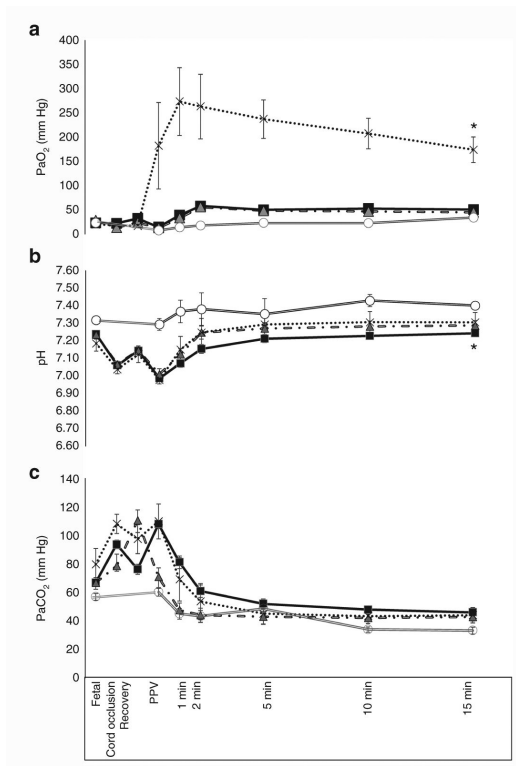 a
400
350
300
250
200
150
100
50
0
PaO2 (mm Hg)
*
b
7.60
7.50
7.40
7.30
7.20
7.10
7.00
6.90
6.80
6.70
6.60
pH
*
c
140
120
100
80
60
40
20
0
PaCO2 (mm Hg)
Fetal
Cord occlusion
Recovery
PPV
1 min
2 min
5 min
10 min
15 min